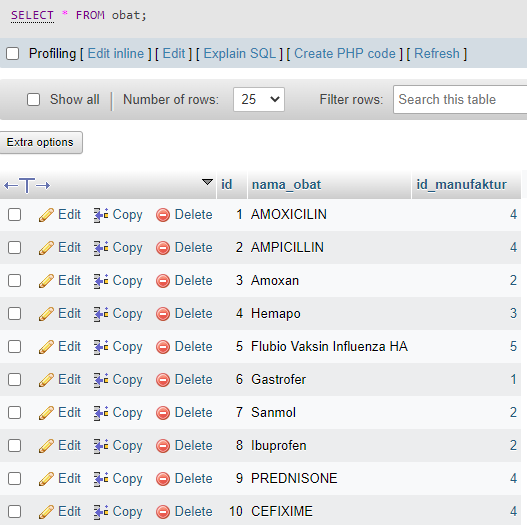 SELECT * FROM obat;
Profiling [ Edit inline ] [ Edit ] [ Explain SQL ] [ Create PHP code ] [ Refresh ]
Show all | Number of rows: 25 Filter rows: Search this table
Extra options
←T→ id nama_obat id_manufaktur
Edit Copy Delete 1 AMOXICILIN 4
Edit Copy Delete 2 AMPICILLIN 4
Edit Copy Delete 3 Amoxan 2
Edit Copy Delete 4 Hemapo 3
Edit Copy Delete 5 Flubio Vaksin Influenza HA 5
Edit Copy Delete 6 Gastrofer 1
Edit Copy Delete 7 Sanmol 2
Edit Copy Delete 8 Ibuprofen 2
Edit Copy Delete 9 PREDNISONE 4
Edit Copy Delete 10 CEFIXIME 4